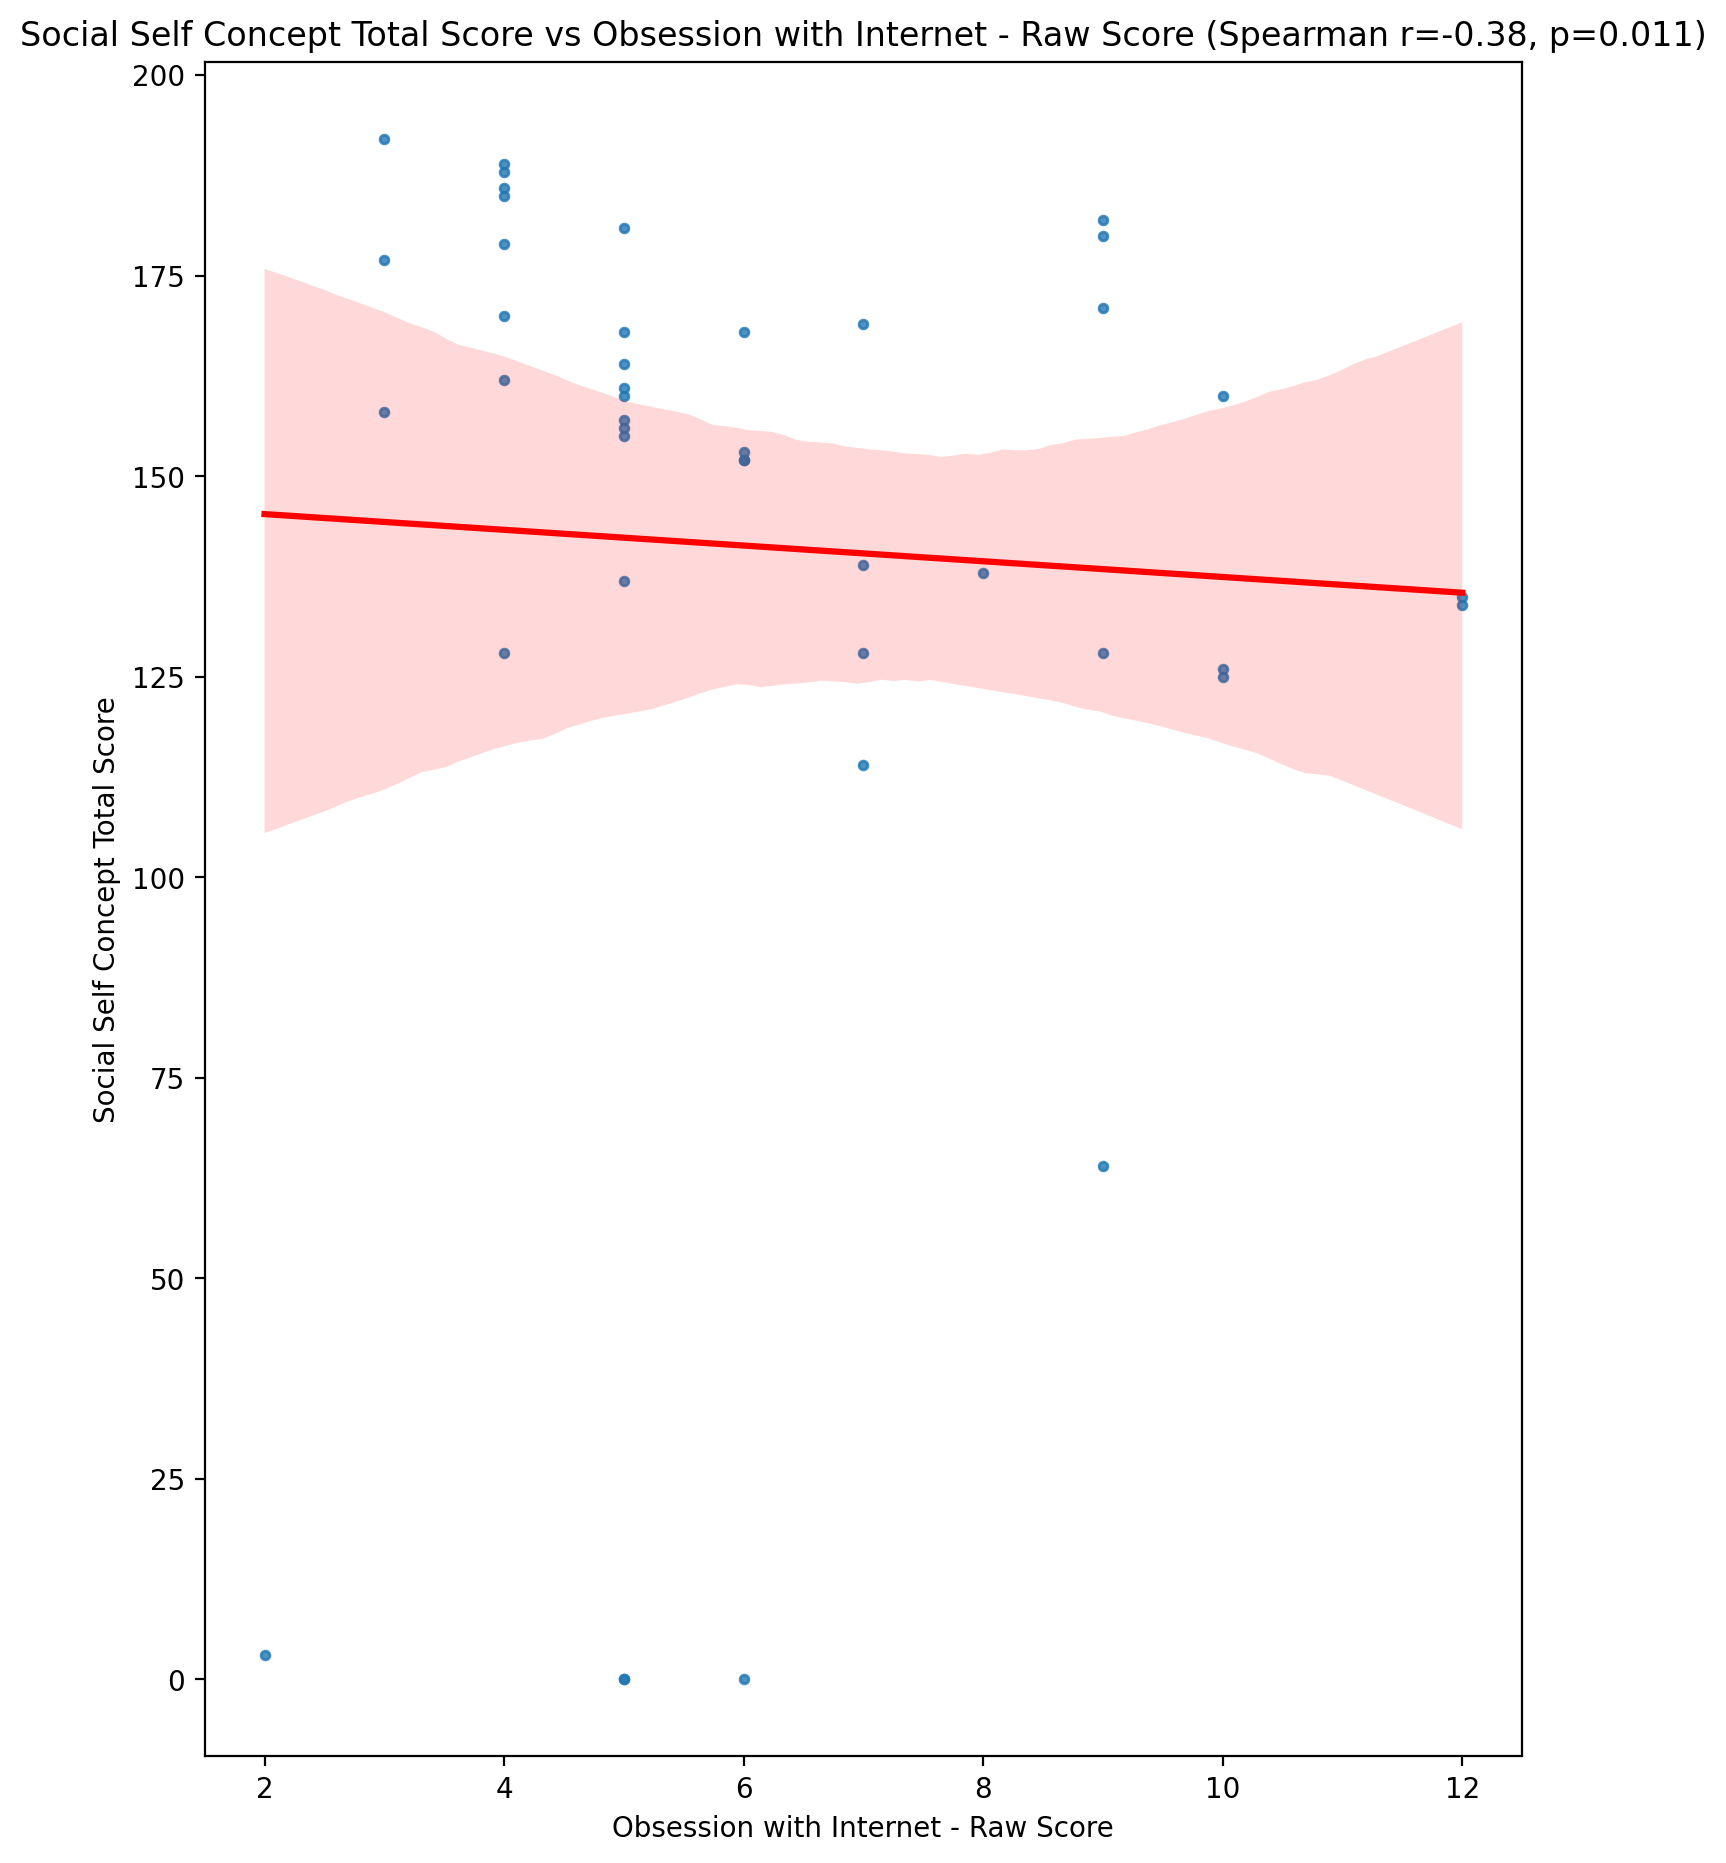 Social Self Concept Total Score vs Obsession with Internet - Raw Score (Spearman r=-0.38, p=0.011)
200
175
150
125
100
75
50
25
0
Social Self Concept Total Score
2 4 6 8 10 12
Obsession with Internet - Raw Score